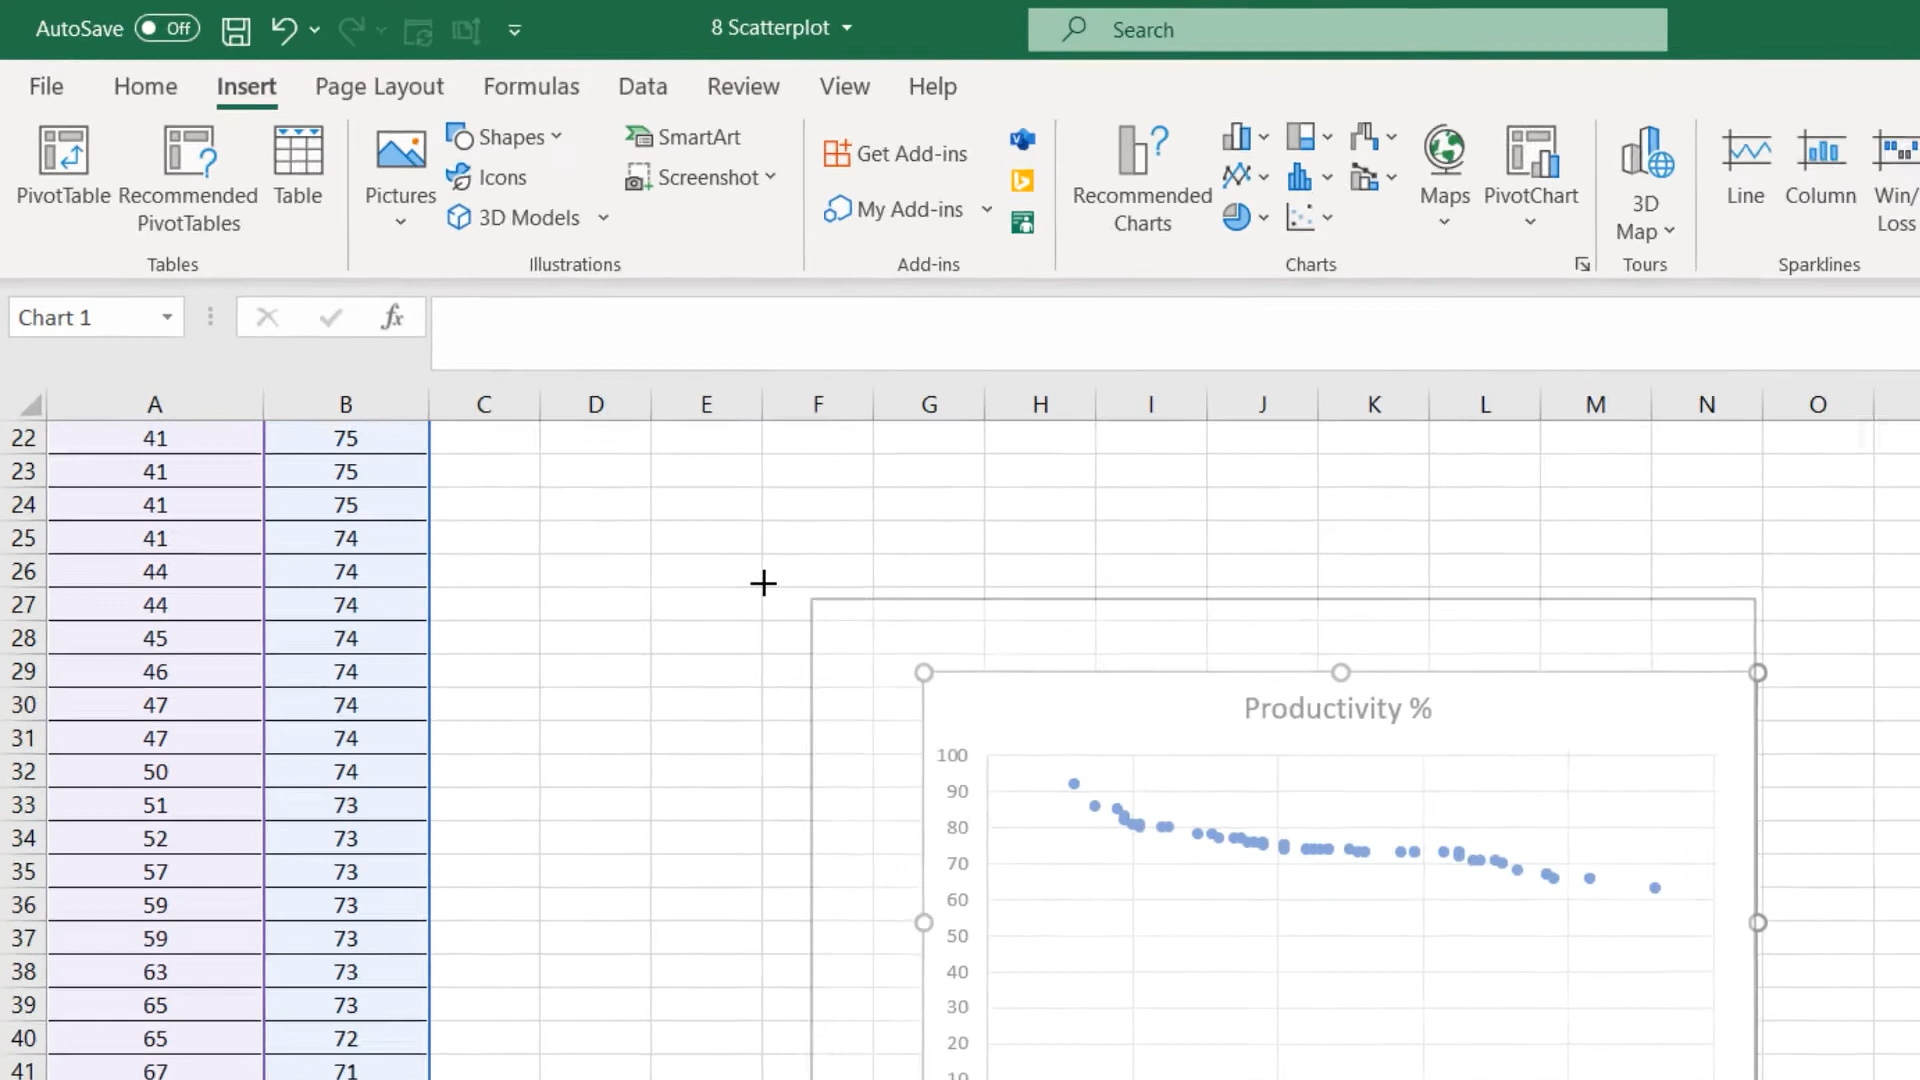 AutoSave Off 8 Scatterplot Search
File Home Insert Page Layout Formulas Data Review View Help
PivotTable
Recommended
PivotTables
Table
Tables
Pictures
Shapes
Icons
3D Models
SmartArt
Screenshot
Illustrations
Get Add-ins
My Add-ins
Add-ins
Recommended
Charts
Maps
PivotChart
Charts
3D
Map
Tours
Line
Column
Win/
Loss
Sparklines
Chart 1 fx
A B C D E F G H I J K L M N O
22 41 75
23 41 75
24 41 75
25 41 74
26 44 74
27 44 74
28 45 74
29 46 74
30 47 74
31 47 74
32 50 74
33 51 73
34 52 73
35 57 73
36 59 73
37 59 73
38 63 73
39 65 73
40 65 72
41 67 71
Productivity %
100
90
80
70
60
50
40
30
20
10